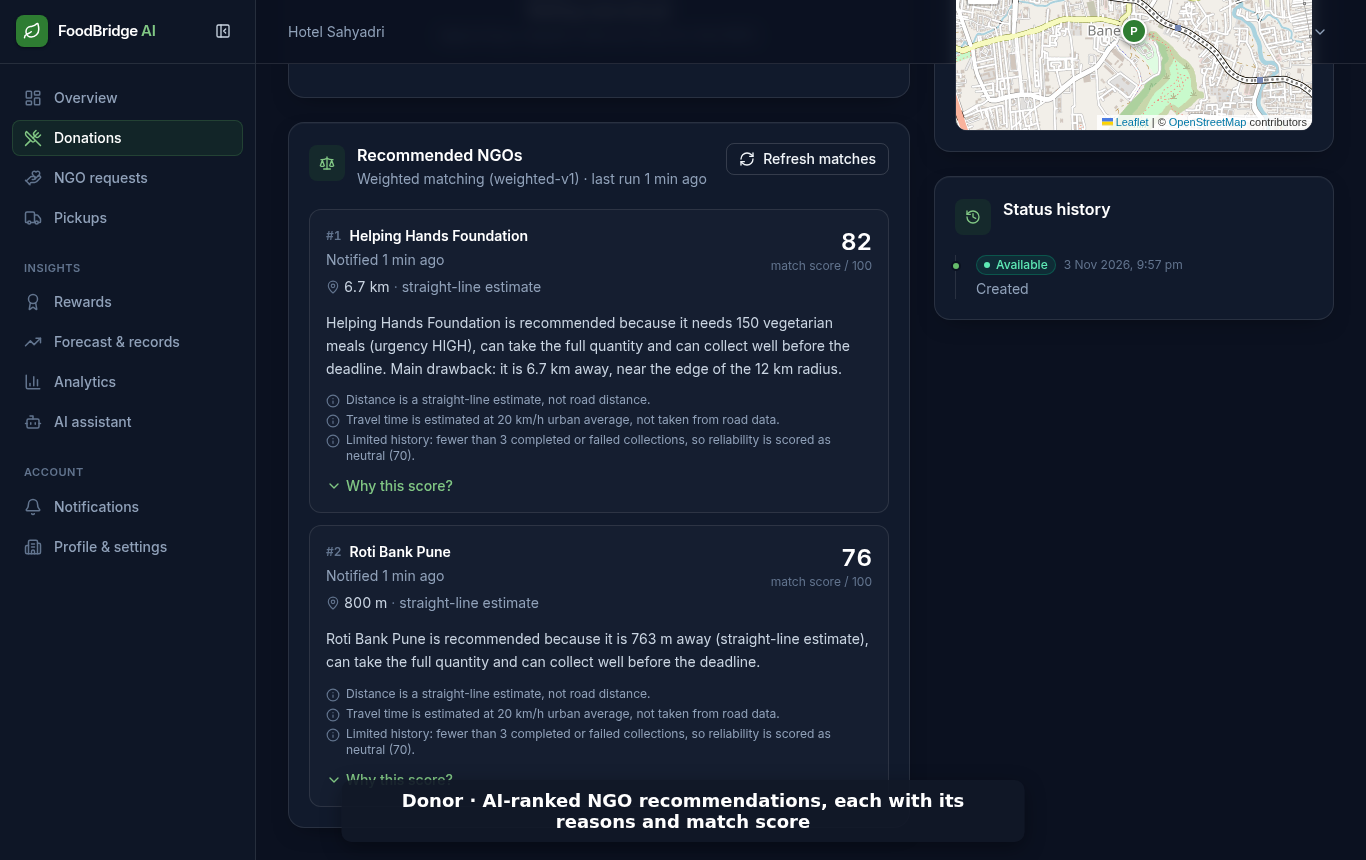 FoodBridge AI
Hotel Sahyadri
Overview
Donations
NGO requests
Pickups
INSIGHTS
Rewards
Forecast & records
Analytics
AI assistant
ACCOUNT
Notifications
Profile & settings
Recommended NGOs
Weighted matching (weighted-v1) · last run 1 min ago
Refresh matches
#1 Helping Hands Foundation
82
Notified 1 min ago
match score / 100
6.7 km · straight-line estimate
Helping Hands Foundation is recommended because it needs 150 vegetarian
meals (urgency HIGH), can take the full quantity and can collect well before the
deadline. Main drawback: it is 6.7 km away, near the edge of the 12 km radius.
Distance is a straight-line estimate, not road distance.
Travel time is estimated at 20 km/h urban average, not taken from road data.
Limited history: fewer than 3 completed or failed collections, so reliability is scored as
neutral (70).
Why this score?
#2 Roti Bank Pune
76
Notified 1 min ago
match score / 100
800 m · straight-line estimate
Roti Bank Pune is recommended because it is 763 m away (straight-line estimate),
can take the full quantity and can collect well before the deadline.
Distance is a straight-line estimate, not road distance.
Travel time is estimated at 20 km/h urban average, not taken from road data.
Limited history: fewer than 3 completed or failed collections, so reliability is scored as
neutral (70).
Why this score?
Bane
P
Leaflet | © OpenStreetMap contributors
Status history
Available 3 Nov 2026, 9:57 pm
Created
Donor · AI-ranked NGO recommendations, each with its
reasons and match score